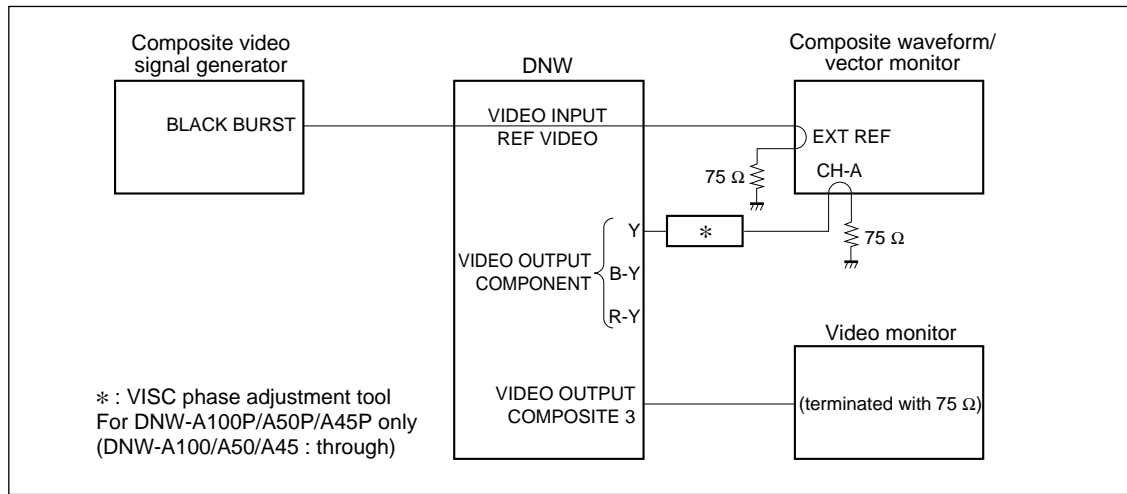 Composite video
signal generator
BLACK BURST
DNW
VIDEO INPUT
REF VIDEO
Composite waveform/
vector monitor
EXT REF
75 Ω
CH-A
75 Ω
Y
VIDEO OUTPUT
COMPONENT
B-Y
R-Y
*
VIDEO OUTPUT
COMPOSITE 3
Video monitor
(terminated with 75 Ω)
* : VISC phase adjustment tool
For DNW-A100P/A50P/A45P only
(DNW-A100/A50/A45 : through)